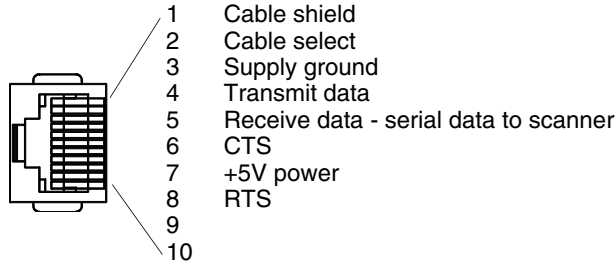 1 Cable shield
2 Cable select
3 Supply ground
4 Transmit data
5 Receive data - serial data to scanner
6 CTS
7 +5V power
8 RTS
9
10